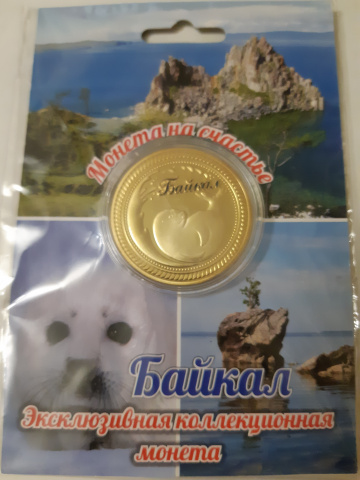 Монета на счастье
Байкал
Байкал
Эксклюзивная коллекционная
монета